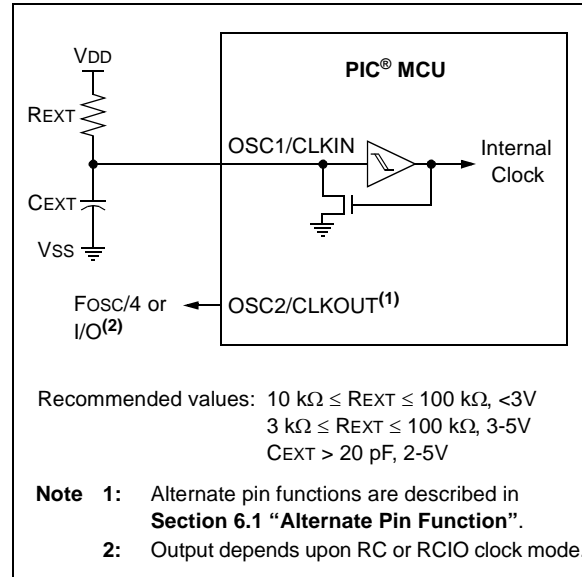 VDD
PIC® MCU
REXT
OSC1/CLKIN
Internal
Clock
CEXT
VSS
FOSC/4 or
I/O(2)
OSC2/CLKOUT(1)
Recommended values: 10 kΩ ≤ REXT ≤ 100 kΩ, <3V
3 kΩ ≤ REXT ≤ 100 kΩ, 3-5V
CEXT > 20 pF, 2-5V
Note 1: Alternate pin functions are described in
Section 6.1 “Alternate Pin Function”.
2: Output depends upon RC or RCIO clock mode.